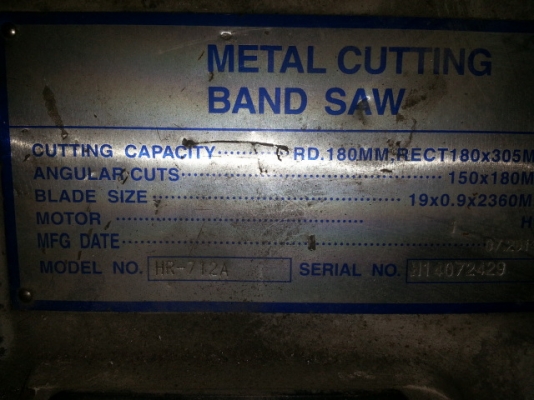 METAL CUTTING
BAND SAW
CUTTING CAPACITY RD.180MM, RECT180x305M
ANGULAR CUTS 150x180M
BLADE SIZE 19x0.9x2360M
MOTOR H
MFG DATE
MODEL NO. HR-712A SERIAL NO. 14072429